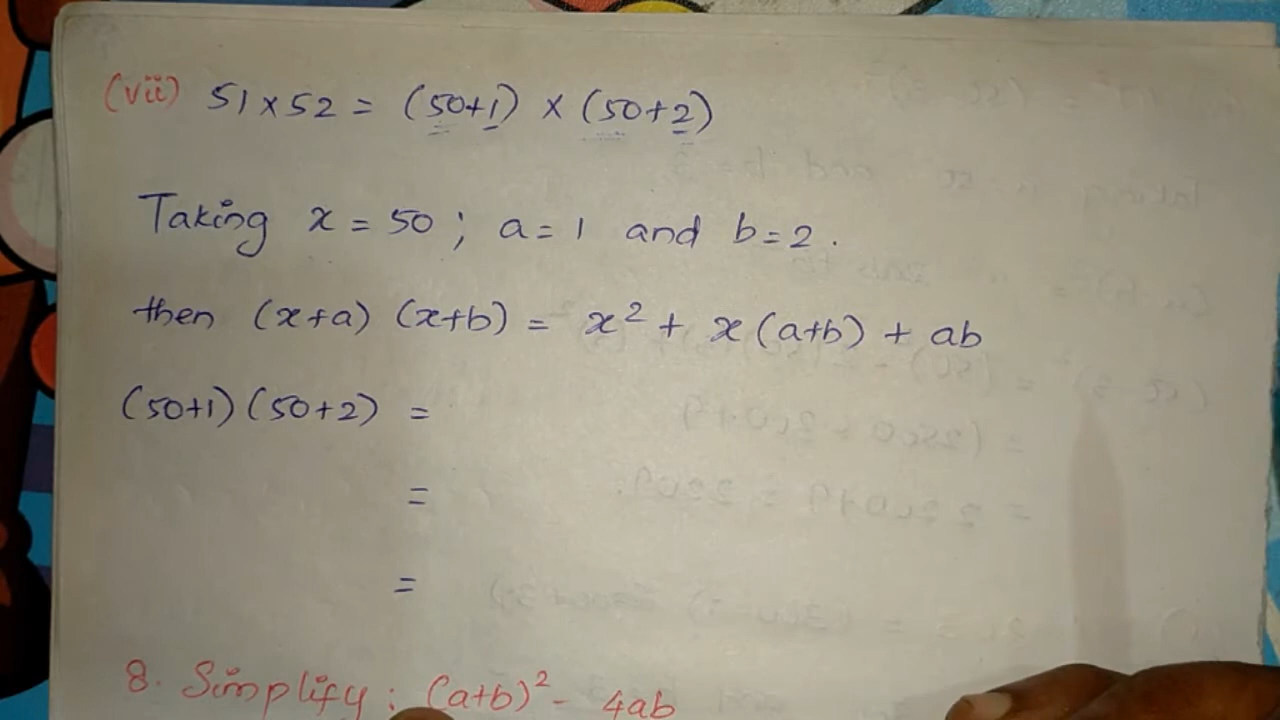 (vii) 51 x 52 = (50+1) x (50+2)
Taking x = 50 ; a = 1 and b = 2 .
then (x+a) (x+b) = x² + x (a+b) + ab
(50+1) (50+2) =
=
=
8. Simplify : (a+b)² - 4ab